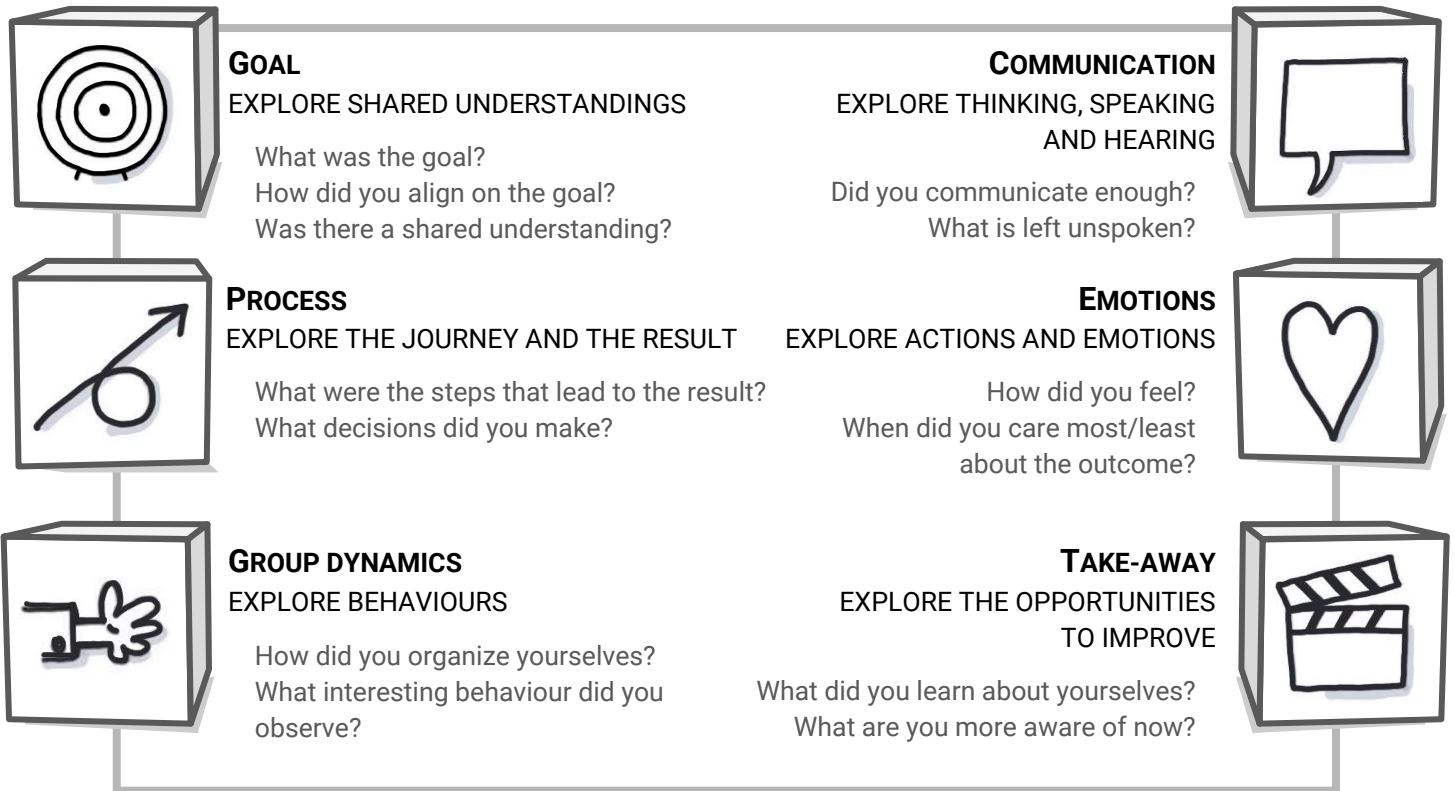 GOAL
EXPLORE SHARED UNDERSTANDINGS
What was the goal?
How did you align on the goal?
Was there a shared understanding?
PROCESS
EXPLORE THE JOURNEY AND THE RESULT
What were the steps that lead to the result?
What decisions did you make?
GROUP DYNAMICS
EXPLORE BEHAVIOURS
How did you organize yourselves?
What interesting behaviour did you
observe?
COMMUNICATION
EXPLORE THINKING, SPEAKING
AND HEARING
Did you communicate enough?
What is left unspoken?
EMOTIONS
EXPLORE ACTIONS AND EMOTIONS
How did you feel?
When did you care most/least
about the outcome?
TAKE-AWAY
EXPLORE THE OPPORTUNITIES
TO IMPROVE
What did you learn about yourselves?
What are you more aware of now?